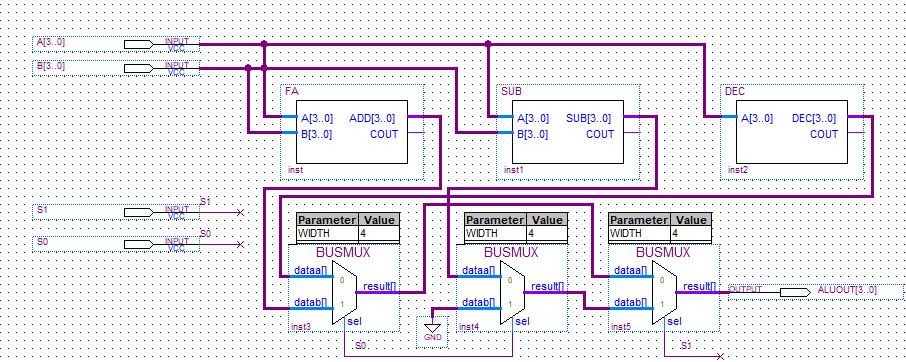 A[3..0] INPUT VCC
B[3..0] INPUT VCC
FA
A[3..0] ADD[3..0]
B[3..0] COUT
inst
SUB
A[3..0] SUB[3..0]
B[3..0] COUT
inst1
DEC
A[3..0] DEC[3..0]
COUT
inst2
S1 INPUT VCC S1
S0 INPUT VCC S0
Parameter Value
WIDTH 4
BUSMUX
dataa[]
0
result[]
datab[]
1
sel
inst3
S0
Parameter Value
WIDTH 4
BUSMUX
dataa[]
0
result[]
datab[]
1
sel
inst4
GND
Parameter Value
WIDTH 4
BUSMUX
dataa[]
0
result[]
datab[]
1
sel
inst5
S1
OUTPUT ALUOUT[3..0]